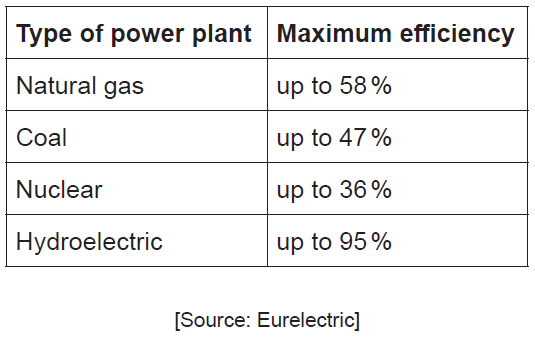 Type of power plant Maximum efficiency
Natural gas up to 58 %
Coal up to 47 %
Nuclear up to 36 %
Hydroelectric up to 95 %
[Source: Eurelectric]